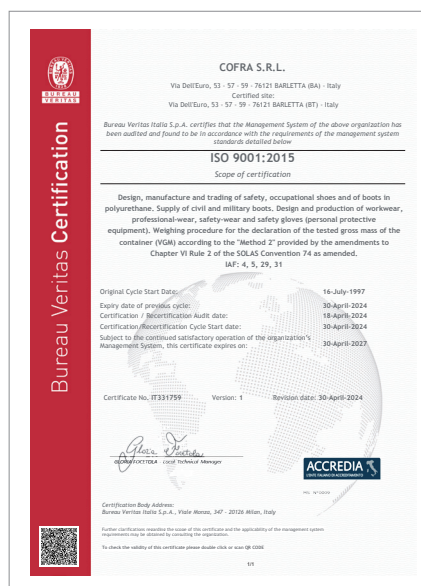 BUREAU
VERITAS
Bureau Veritas Certification
COFRA S.R.L.
Via Dell'Euro, 53 - 57 - 59 - 76121 BARLETTA (BA) - Italy
Certified site:
Via Dell'Euro, 53 - 57 - 59 - 76121 BARLETTA (BT) - Italy
Bureau Veritas Italia S.p.A. certifies that the Management System of the above organization has
been audited and found to be in accordance with the requirements of the management system
standards detailed below
ISO 9001:2015
Scope of certification
Design, manufacture and trading of safety, occupational shoes and of boots in
polyurethane. Supply of civil and military boots. Design and production of workwear,
professional-wear, safety-wear and safety gloves (personal protective
equipment). Weighing procedure for the declaration of the tested gross mass of the
container (VGM) according to the "Method 2" provided by the amendments to
Chapter VI Rule 2 of the SOLAS Convention 74 as amended.
IAF: 4, 5, 29, 31
Original Cycle Start Date: 16-July-1997
Expiry date of previous cycle: 30-April-2024
Certification / Recertification Audit date: 18-April-2024
Certification/Recertification Cycle Start date: 30-April-2024
Subject to the continued satisfactory operation of the organization's
Management System, this certificate expires on: 30-April-2027
Certificate No. IT331759 Version: 1 Revision date: 30-April-2024
- Local Technical Manager
ACCREDIA
L'ENTE ITALIANO DI ACCREDITAMENTO
Certification Body Address:
Bureau Veritas Italia S.p.A., Viale Monza, 347 - 20126 Milan, Italy
Further clarifications regarding the scope of this certificate and the applicability of the management system
requirements may be obtained by consulting the organization.
To check the validity of this certificate please double click or scan QR CODE
1/1